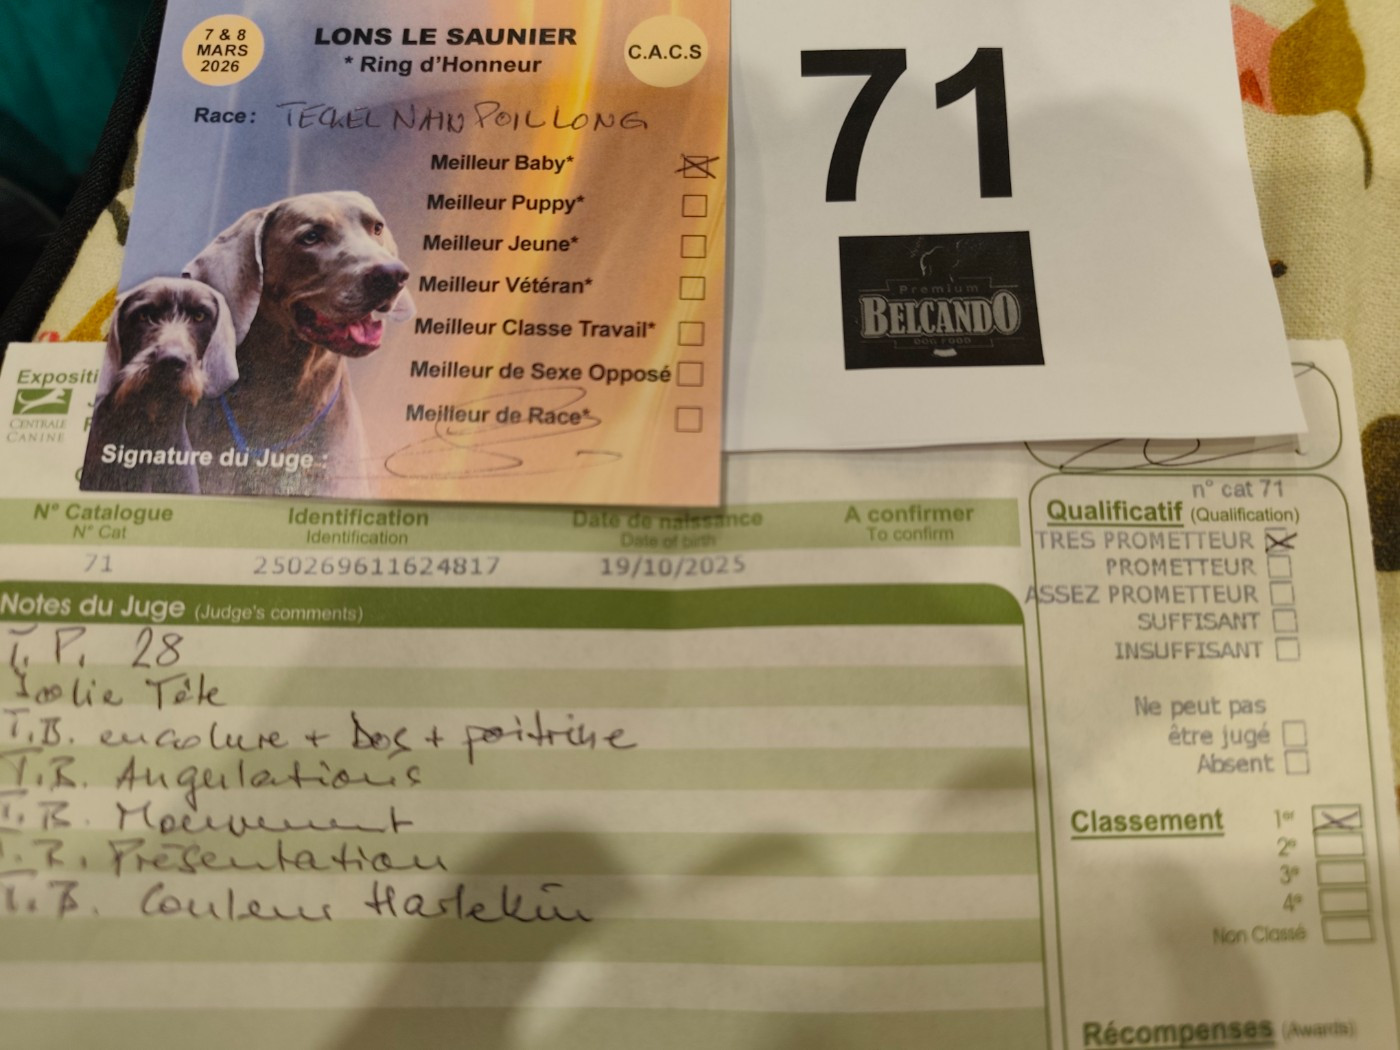 7 & 8
MARS
2026
LONS LE SAUNIER
* Ring d'Honneur
C.A.C.S
Race: TECKEL NAIN POIL LONG
Meilleur Baby*
Meilleur Puppy*
Meilleur Jeune*
Meilleur Vétéran*
Meilleur Classe Travail*
Meilleur de Sexe Opposé
Meilleur de Race*
Signature du Juge :
71
Premium
BELCANDO
DOG FOOD
Expositi
CENTRALE
CANINE
N° Catalogue
N° Cat
71
Identification
Identification
250269611624817
Date de naissance
Date of birth
19/10/2025
A confirmer
To confirm
Notes du Juge (Judge's comments)
T.P. 28
Jolie Tête
T.B. encolure + Dos + poitrine
T.B. Angulations
T.B. Mouvement
T.B. Présentation
T.B. Couleur Harlekin
n° cat 71
Qualificatif (Qualification)
TRES PROMETTEUR
PROMETTEUR
ASSEZ PROMETTEUR
SUFFISANT
INSUFFISANT
Ne peut pas
être jugé
Absent
Classement
1er
2e
3e
4e
Non Classé
Récompenses (Awards)